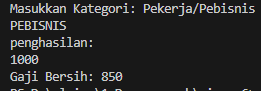 Masukkan Kategori: Pekerja/Pebisnis
PEBISNIS
penghasilan:
1000
Gaji Bersih: 850